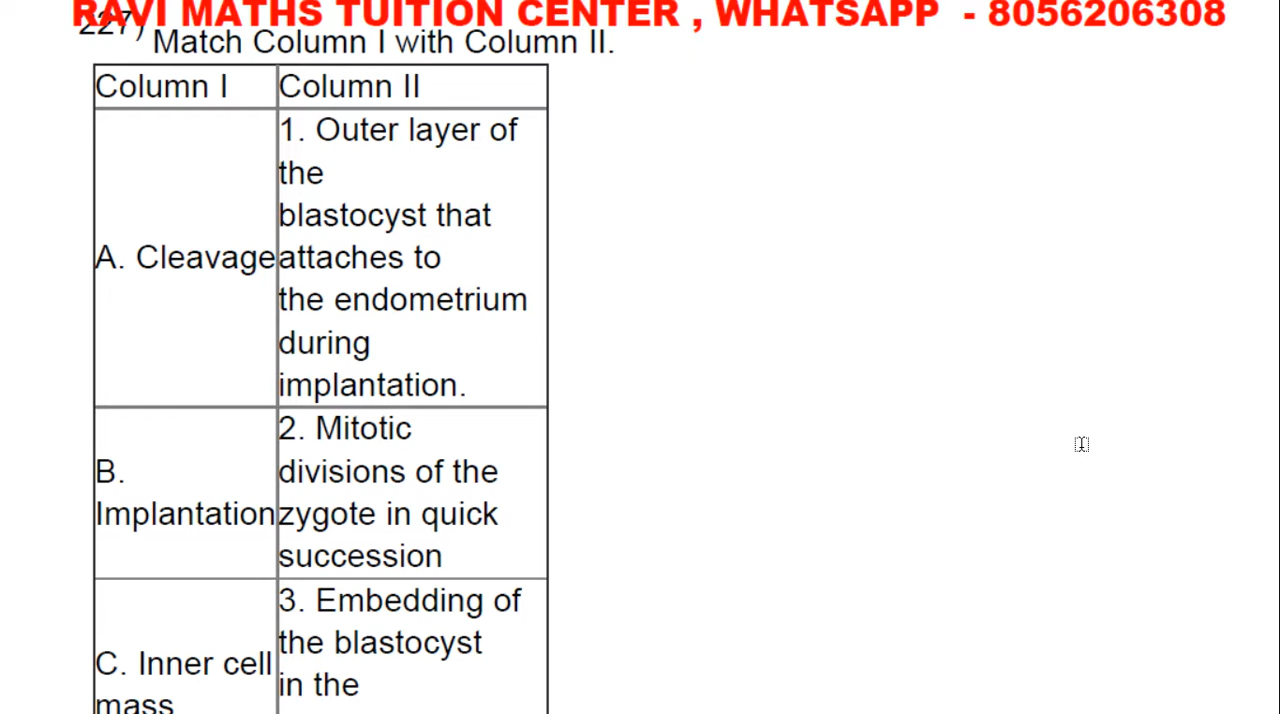 RAVI MATHS TUITION CENTER , WHATSAPP - 8056206308
227) Match Column I with Column II.
Column I Column II
1. Outer layer of
the
blastocyst that
A. Cleavage attaches to
the endometrium
during
implantation.
2. Mitotic
B. divisions of the
Implantation zygote in quick
succession
3. Embedding of
the blastocyst
C. Inner cell
in the
mass